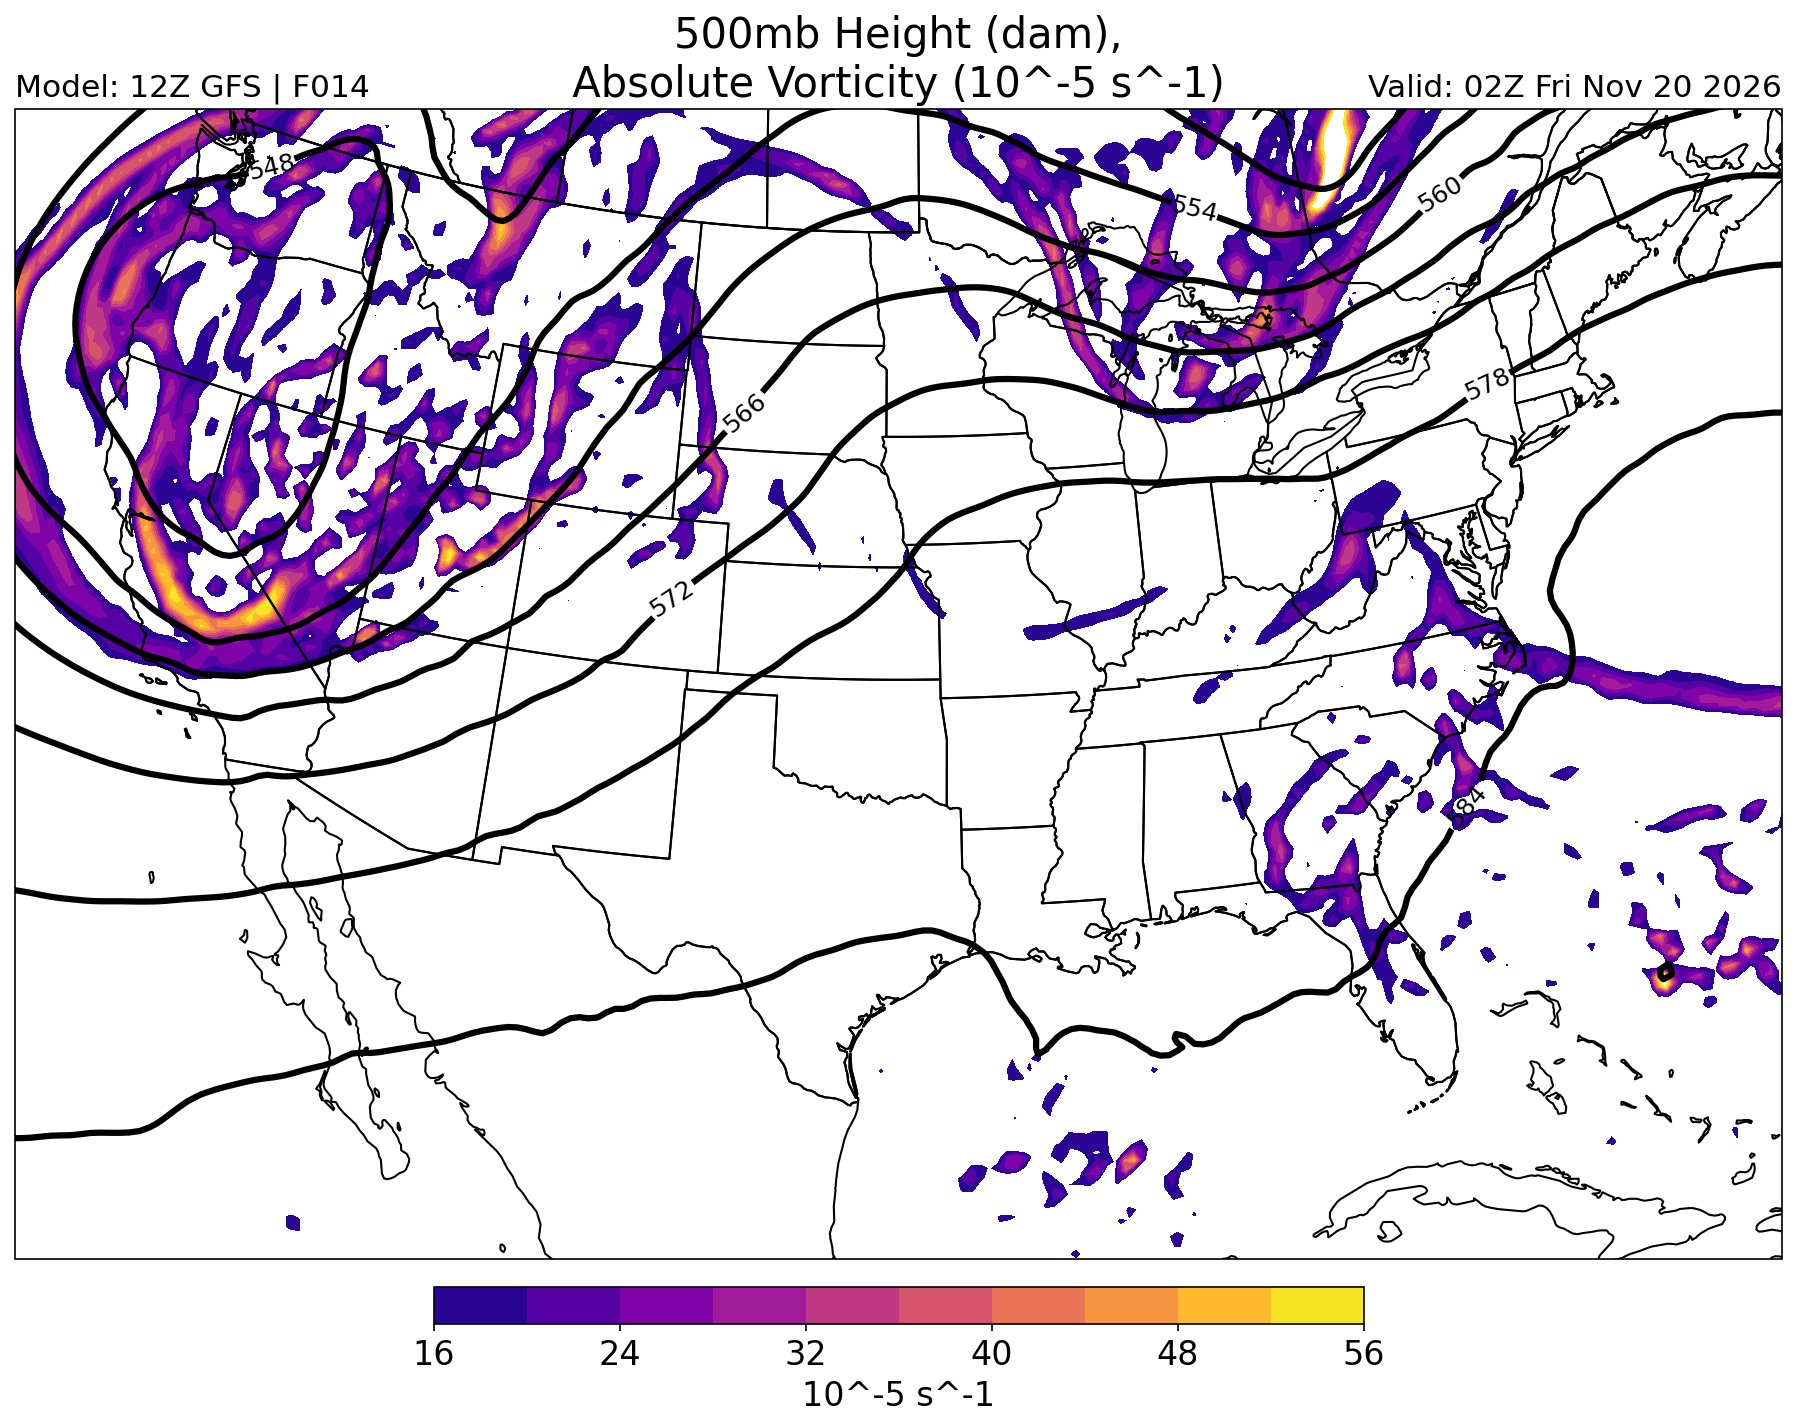 500mb Height (dam),
Absolute Vorticity (10^-5 s^-1)
Model: 12Z GFS | F014
Valid: 02Z Fri Nov 20 2026
548
554
560
566
578
572
584
16 24 32 40 48 56
10^-5 s^-1